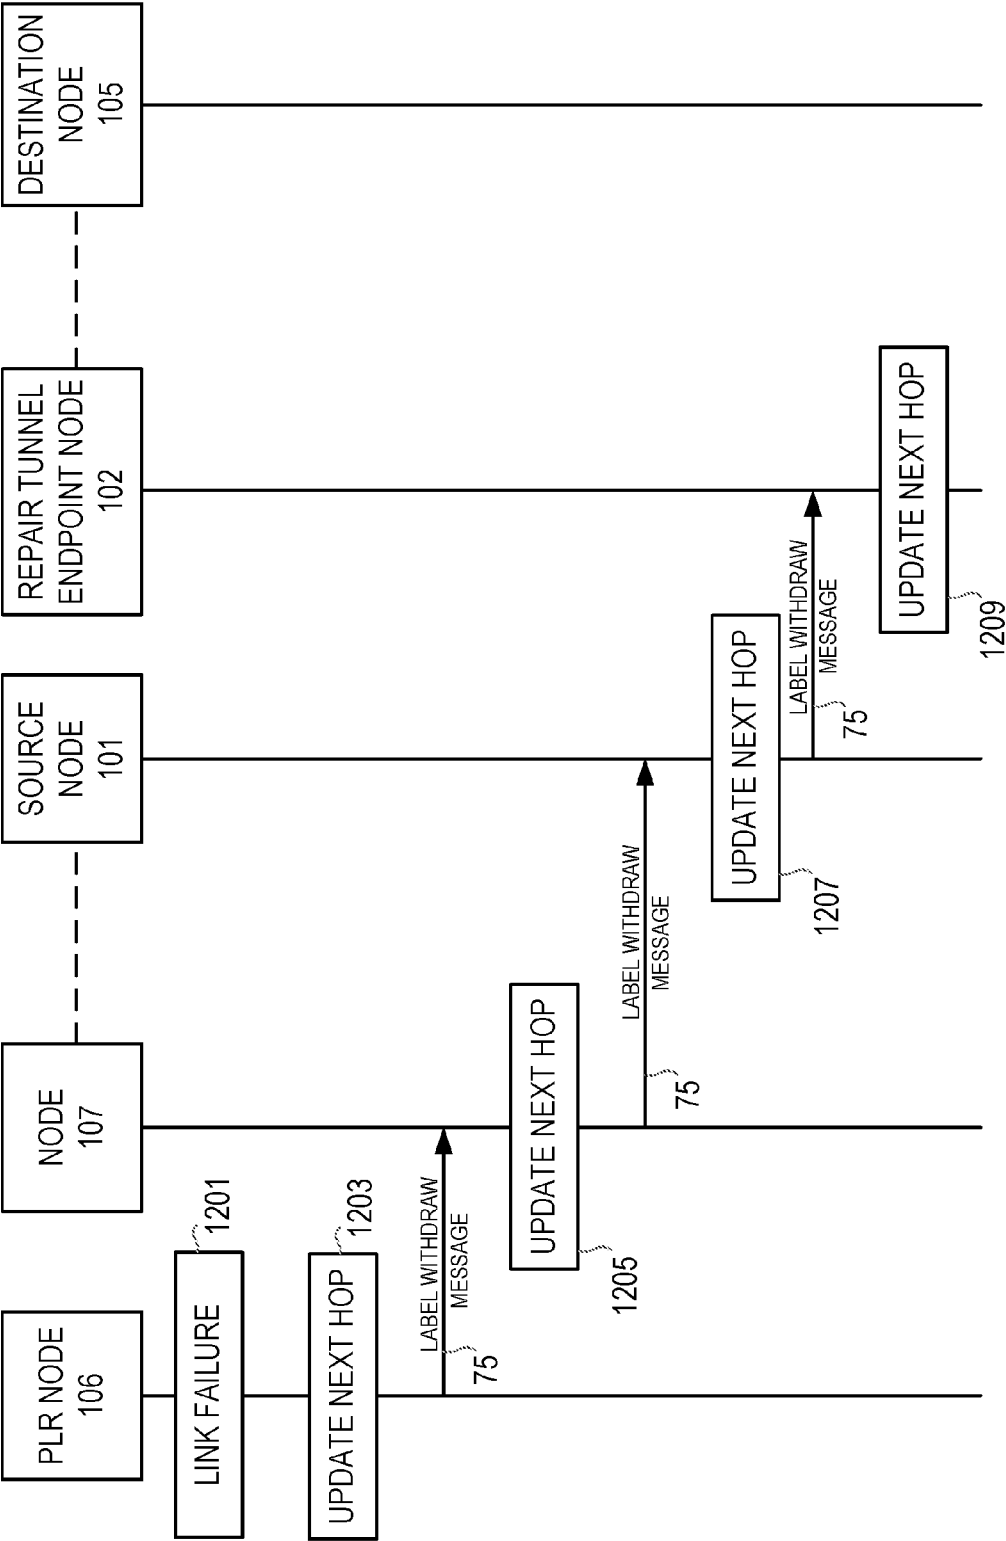 PLR NODE
106
NODE
107
SOURCE
NODE
101
REPAIR TUNNEL
ENDPOINT NODE
102
DESTINATION
NODE
105
LINK FAILURE
1201
UPDATE NEXT HOP
1203
LABEL WITHDRAW
MESSAGE
75
UPDATE NEXT HOP
1205
LABEL WITHDRAW
MESSAGE
75
UPDATE NEXT HOP
1207
LABEL WITHDRAW
MESSAGE
75
UPDATE NEXT HOP
1209